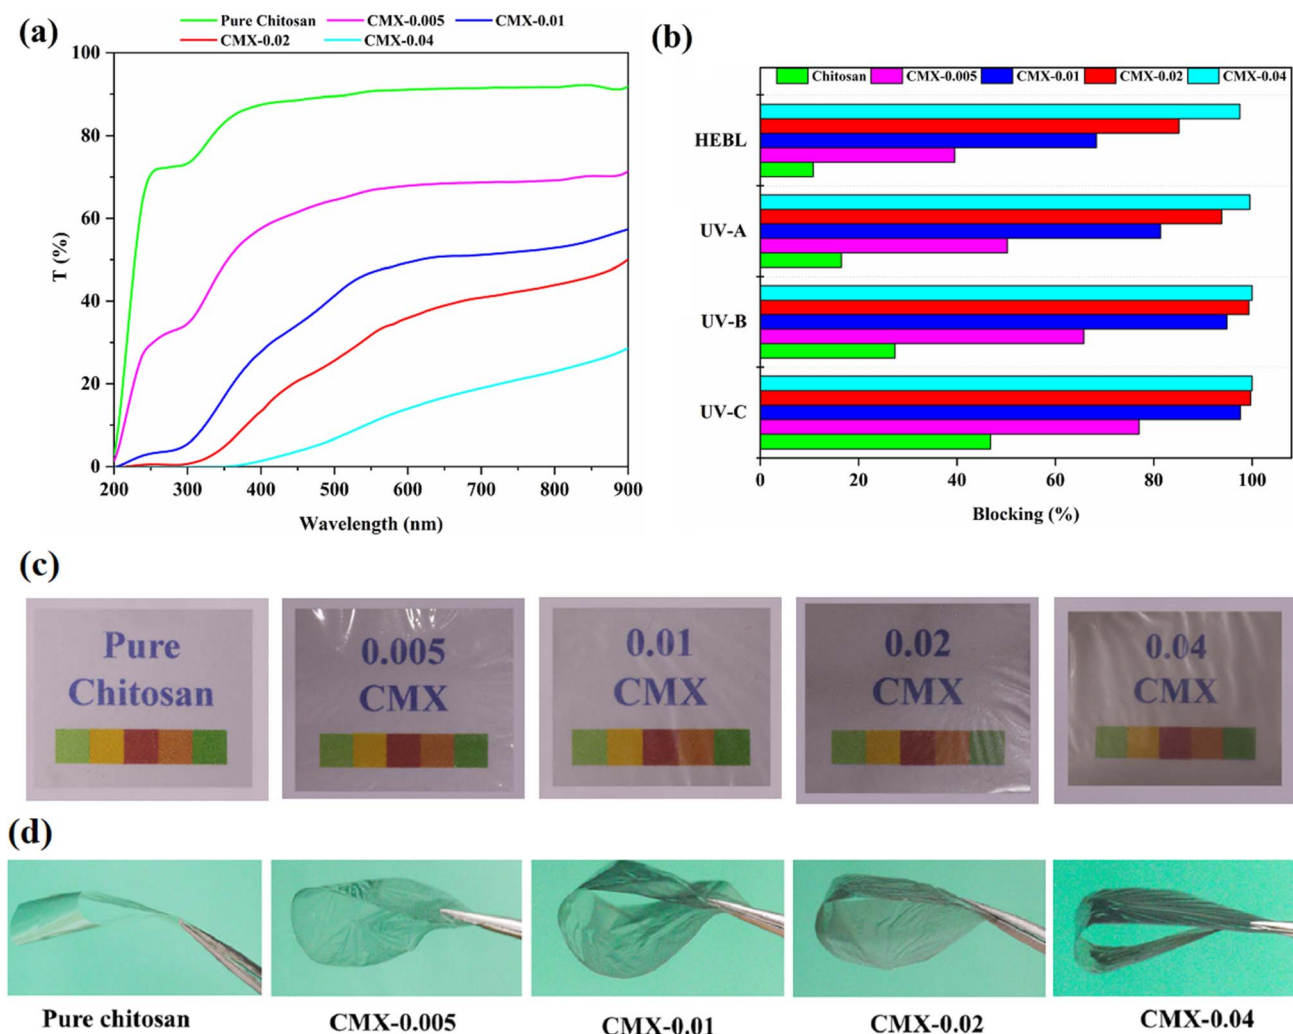 (a)
Pure Chitosan CMX-0.005 CMX-0.01
CMX-0.02 CMX-0.04
100
80
60
40
20
0
T (%)
200 300 400 500 600 700 800 900
Wavelength (nm)
(b)
Chitosan CMX-0.005 CMX-0.01 CMX-0.02 CMX-0.04
HEBL
UV-A
UV-B
UV-C
0 20 40 60 80 100
Blocking (%)
(c)
Pure
Chitosan
0.005
CMX
0.01
CMX
0.02
CMX
0.04
CMX
(d)
Pure chitosan CMX-0.005 CMX-0.01 CMX-0.02 CMX-0.04